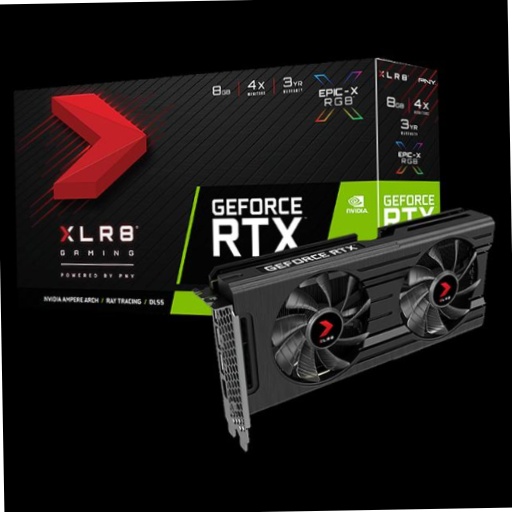 8GB 4X MONITORS 3YR WARRANTY EPIC-X RGB
XLR8
GAMING
POWERED BY PNY
NVIDIA AMPERE ARCH / RAY TRACING / DLSS
GEFORCE
RTX
NVIDIA
XLR8 PNY
8GB 4X
3YR
WARRANTY
EPIC-X
RGB
GEFORCE
RTX
GEFORCE RTX
XLR8
XLR8